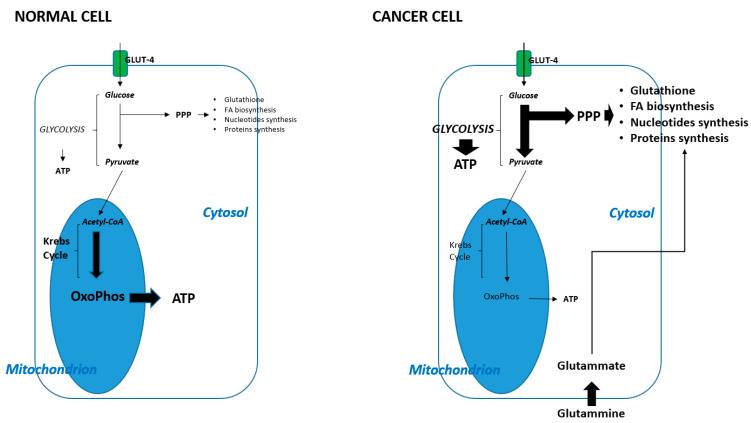 NORMAL CELL
GLUT-4
Glucose
GLYCOLYSIS
PPP
• Glutathione
• FA biosynthesis
• Nucleotides synthesis
• Proteins synthesis
ATP
Pyruvate
Cytosol
Acetyl-CoA
Krebs
Cycle
OxoPhos
ATP
Mitochondrion
CANCER CELL
GLUT-4
Glucose
GLYCOLYSIS
PPP
• Glutathione
• FA biosynthesis
• Nucleotides synthesis
• Proteins synthesis
ATP
Pyruvate
Cytosol
Acetyl-CoA
Krebs
Cycle
OxoPhos
ATP
Mitochondrion
Glutammate
Glutammine